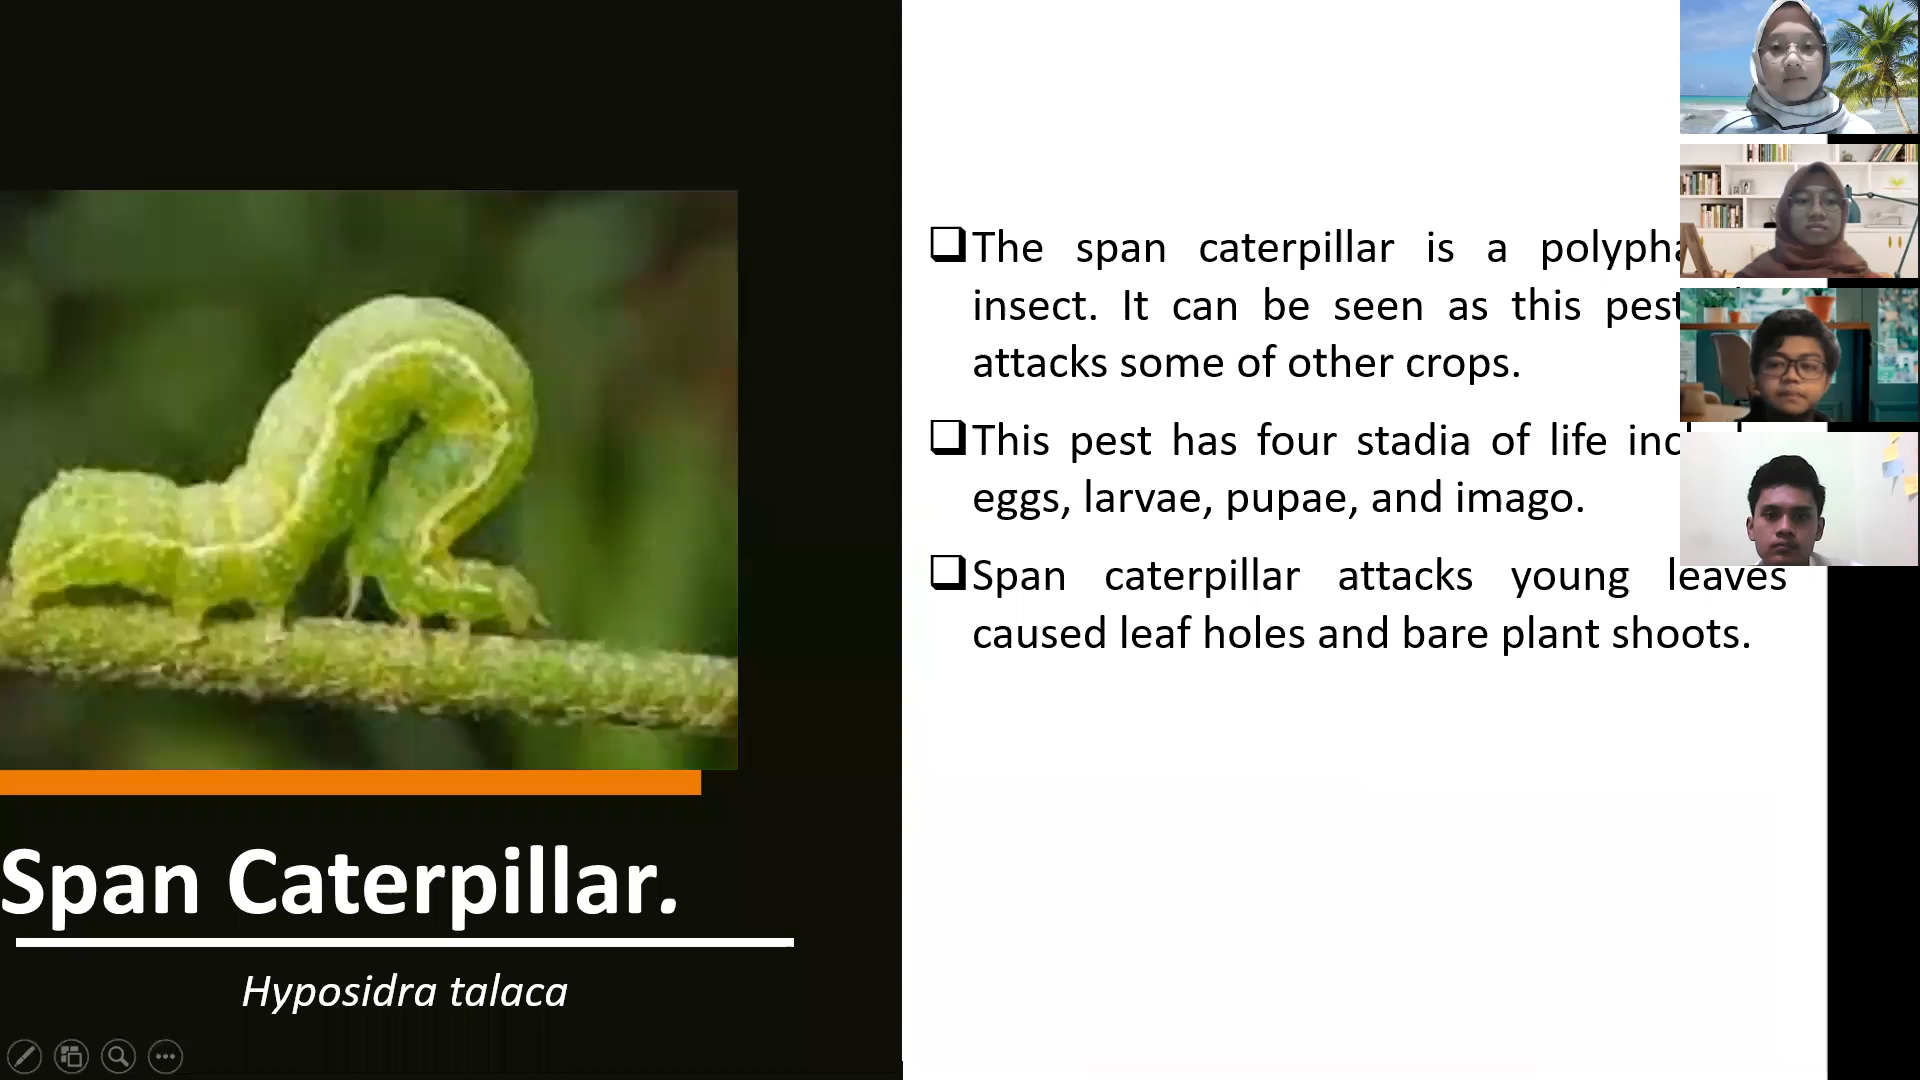 The span caterpillar is a
insect. It can be seen as this pest
attacks some of other crops.
This pest has four stadia of life
eggs, larvae, pupae, and imago.
Span caterpillar attacks young leaves
caused leaf holes and bare plant shoots.
Span Caterpillar.
Hyposidra talaca